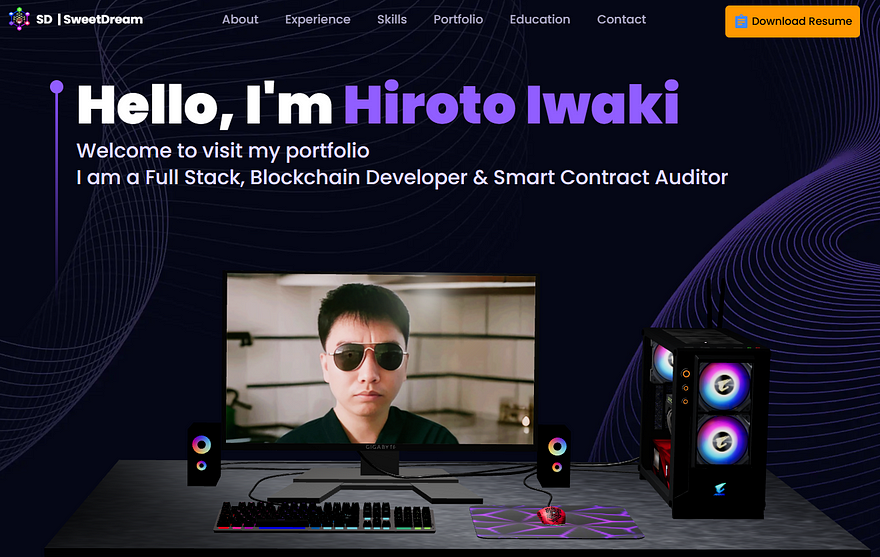 SD | SweetDream
About Experience Skills Portfolio Education Contact
Download Resume
Hello, I'm Hiroto Iwaki
Welcome to visit my portfolio
I am a Full Stack, Blockchain Developer & Smart Contract Auditor
GIGABYTE